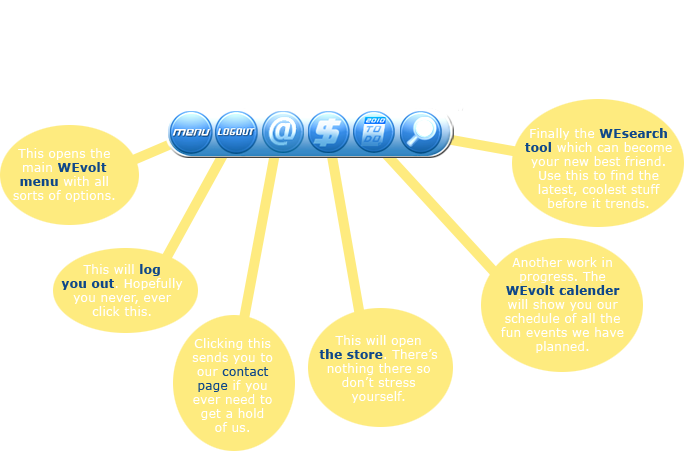 MENU
LOGOUT
@
$
2010
TO
DO
This opens the
main WEvolt
menu with all
sorts of options.
This will log
you out. Hopefully
you never, ever
click this.
Clicking this
sends you to
our contact
page if you
ever need to
get a hold
of us.
This will open
the store. There's
nothing there so
don't stress
yourself.
Another work in
progress. The
WEvolt calender
will show you our
schedule of all the
fun events we have
planned.
Finally the WEsearch
tool which can become
your new best friend.
Use this to find the
latest, coolest stuff
before it trends.